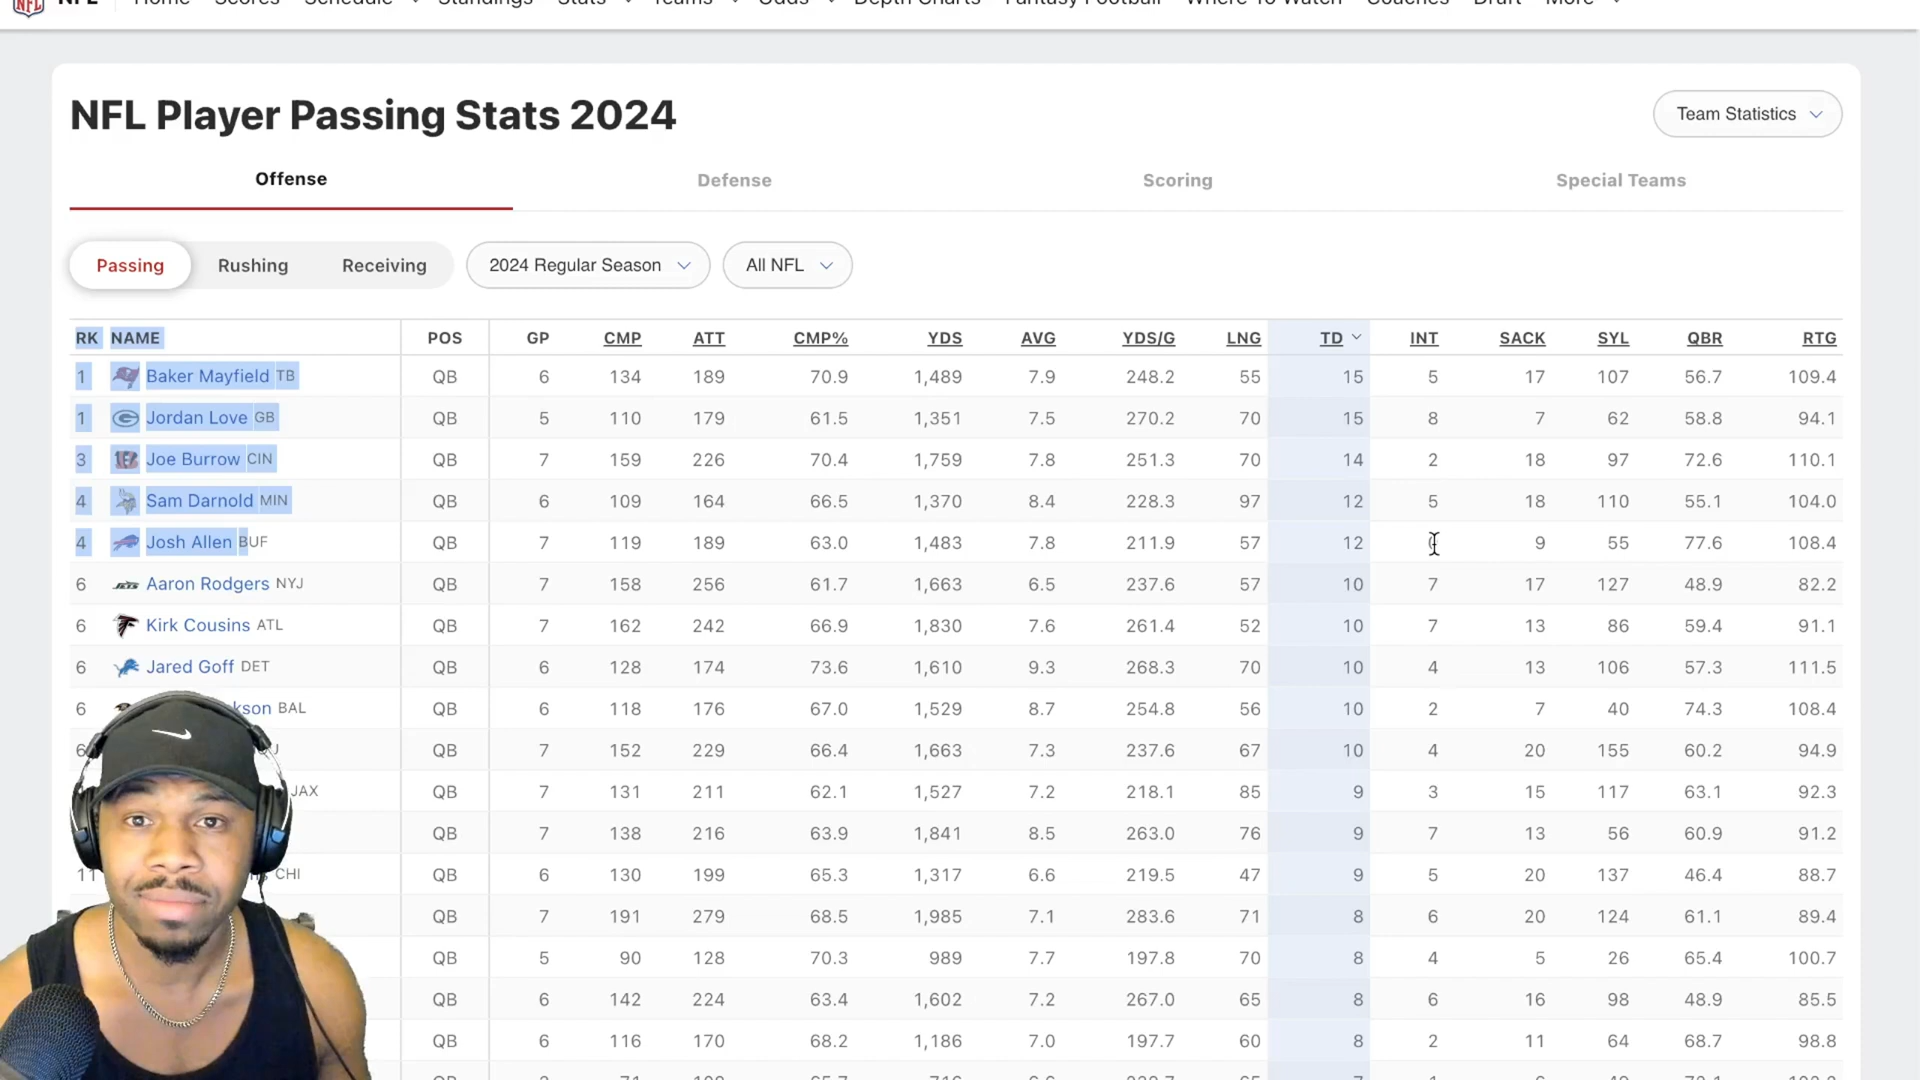 NFL Home Scores Schedule Standings Stats Teams Odds Depth Charts Fantasy Football Where To Watch Coaches Draft More
NFL Player Passing Stats 2024
Team Statistics
Offense Defense Scoring Special Teams
Passing Rushing Receiving 2024 Regular Season All NFL
RK NAME POS GP CMP ATT CMP% YDS AVG YDS/G LNG TD INT SACK SYL QBR RTG
1 Baker Mayfield TB QB 6 134 189 70.9 1,489 7.9 248.2 55 15 5 17 107 56.7 109.4
1 Jordan Love GB QB 5 110 179 61.5 1,351 7.5 270.2 70 15 8 7 62 58.8 94.1
3 Joe Burrow CIN QB 7 159 226 70.4 1,759 7.8 251.3 70 14 2 18 97 72.6 110.1
4 Sam Darnold MIN QB 6 109 164 66.5 1,370 8.4 228.3 97 12 5 18 110 55.1 104.0
4 Josh Allen BUF QB 7 119 189 63.0 1,483 7.8 211.9 57 12 9 55 77.6 108.4
6 Aaron Rodgers NYJ QB 7 158 256 61.7 1,663 6.5 237.6 57 10 7 17 127 48.9 82.2
6 Kirk Cousins ATL QB 7 162 242 66.9 1,830 7.6 261.4 52 10 7 13 86 59.4 91.1
6 Jared Goff DET QB 6 128 174 73.6 1,610 9.3 268.3 70 10 4 13 106 57.3 111.5
6 kson BAL QB 6 118 176 67.0 1,529 8.7 254.8 56 10 2 7 40 74.3 108.4
6 QB 7 152 229 66.4 1,663 7.3 237.6 67 10 4 20 155 60.2 94.9
JAX QB 7 131 211 62.1 1,527 7.2 218.1 85 9 3 15 117 63.1 92.3
QB 7 138 216 63.9 1,841 8.5 263.0 76 9 7 13 56 60.9 91.2
11 CHI QB 6 130 199 65.3 1,317 6.6 219.5 47 9 5 20 137 46.4 88.7
QB 7 191 279 68.5 1,985 7.1 283.6 71 8 6 20 124 61.1 89.4
QB 5 90 128 70.3 989 7.7 197.8 70 8 4 5 26 65.4 100.7
QB 6 142 224 63.4 1,602 7.2 267.0 65 8 6 16 98 48.9 85.5
QB 6 116 170 68.2 1,186 7.0 197.7 60 8 2 11 64 68.7 98.8